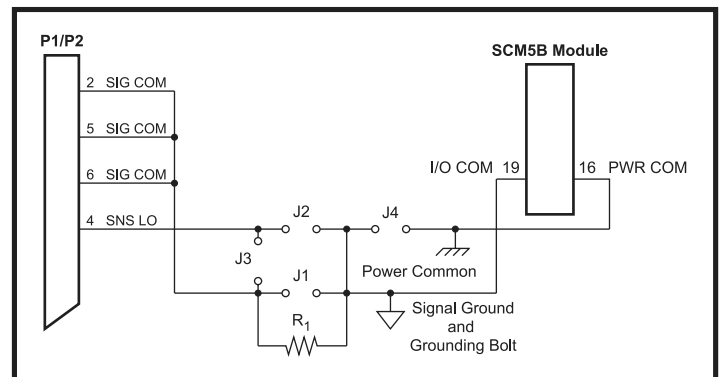 P1/P2
SCM5B Module
2 SIG COM
5 SIG COM
6 SIG COM
4 SNS LO
I/O COM 19
16 PWR COM
J2
J4
J3
J1
Power Common
R1
Signal Ground
and
Grounding Bolt